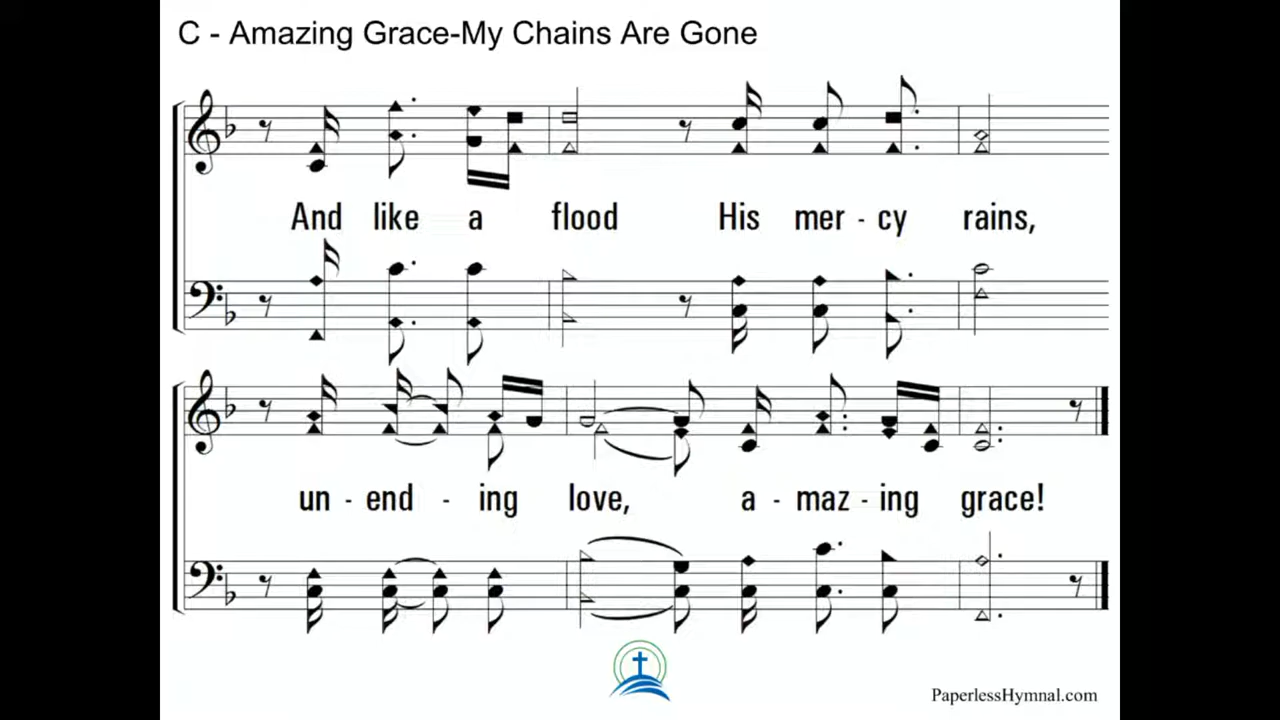 C - Amazing Grace-My Chains Are Gone
And like a flood His mer - cy rains,
un - end - ing love, a - maz - ing grace!
PaperlessHymnal.com